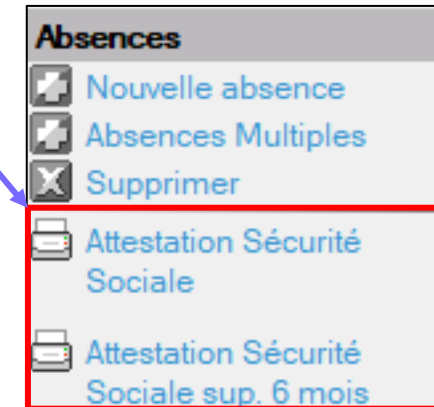 Absences
Nouvelle absence
Absences Multiples
Supprimer
Attestation Sécurité
Sociale
Attestation Sécurité
Sociale sup. 6 mois